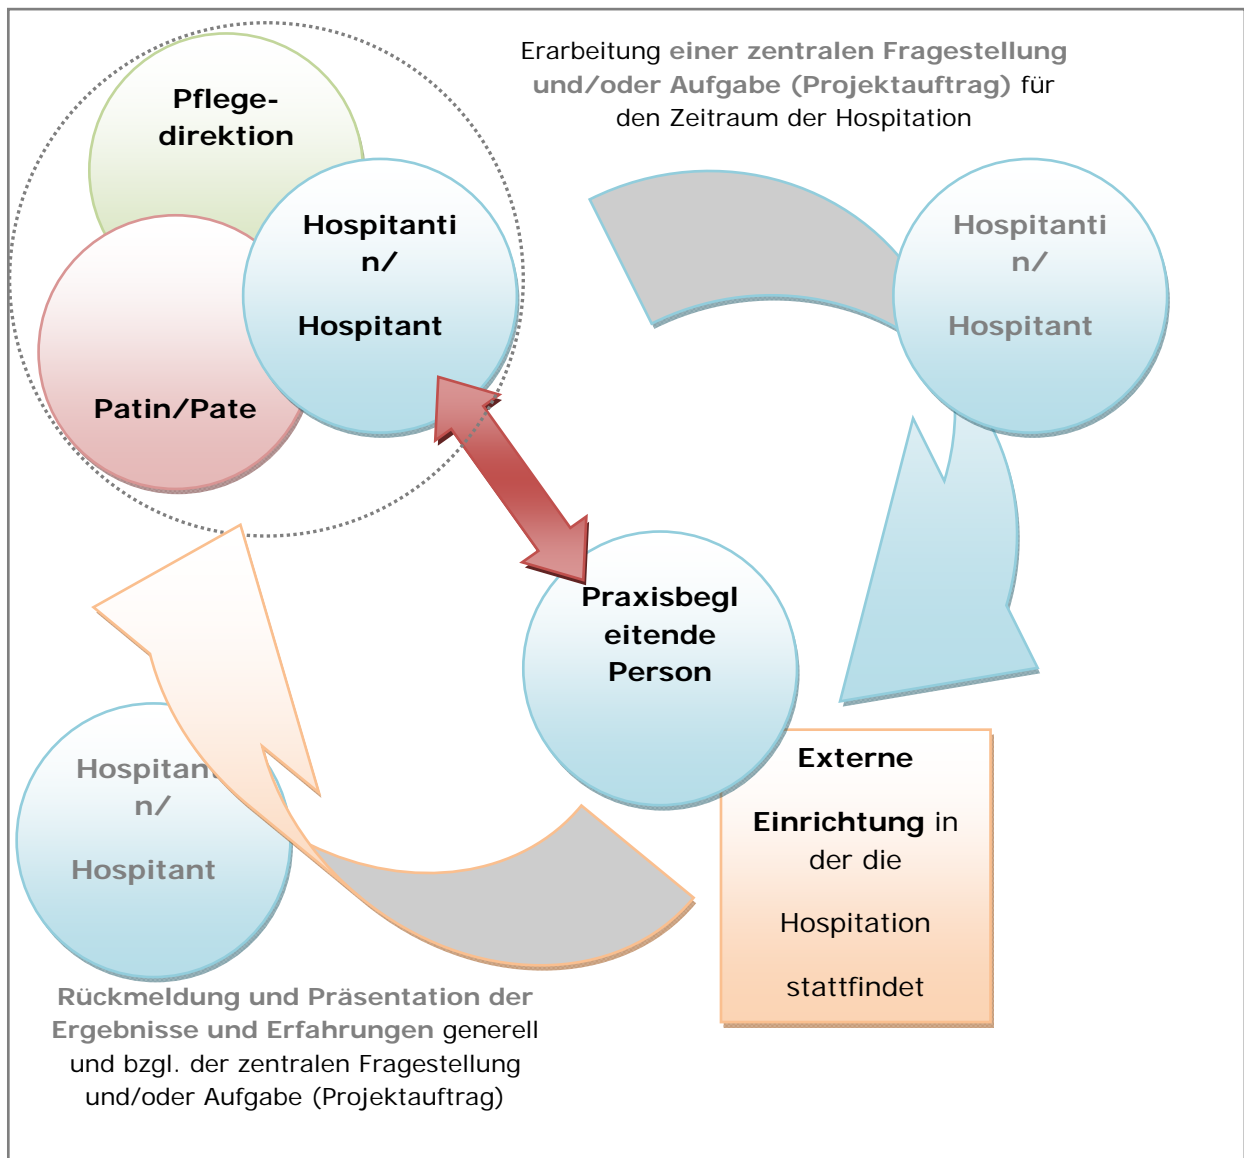 Erarbeitung einer zentralen Fragestellung
und/oder Aufgabe (Projektauftrag) für
den Zeitraum der Hospitation
Pflege-
direktion
Hospitanti
n/
Hospitant
Patin/Pate
Hospitanti
n/
Hospitant
Praxisbegl
eitende
Person
Externe
Einrichtung in
der die
Hospitation
stattfindet
Hospitanti
n/
Hospitant
Rückmeldung und Präsentation der
Ergebnisse und Erfahrungen generell
und bzgl. der zentralen Fragestellung
und/oder Aufgabe (Projektauftrag)